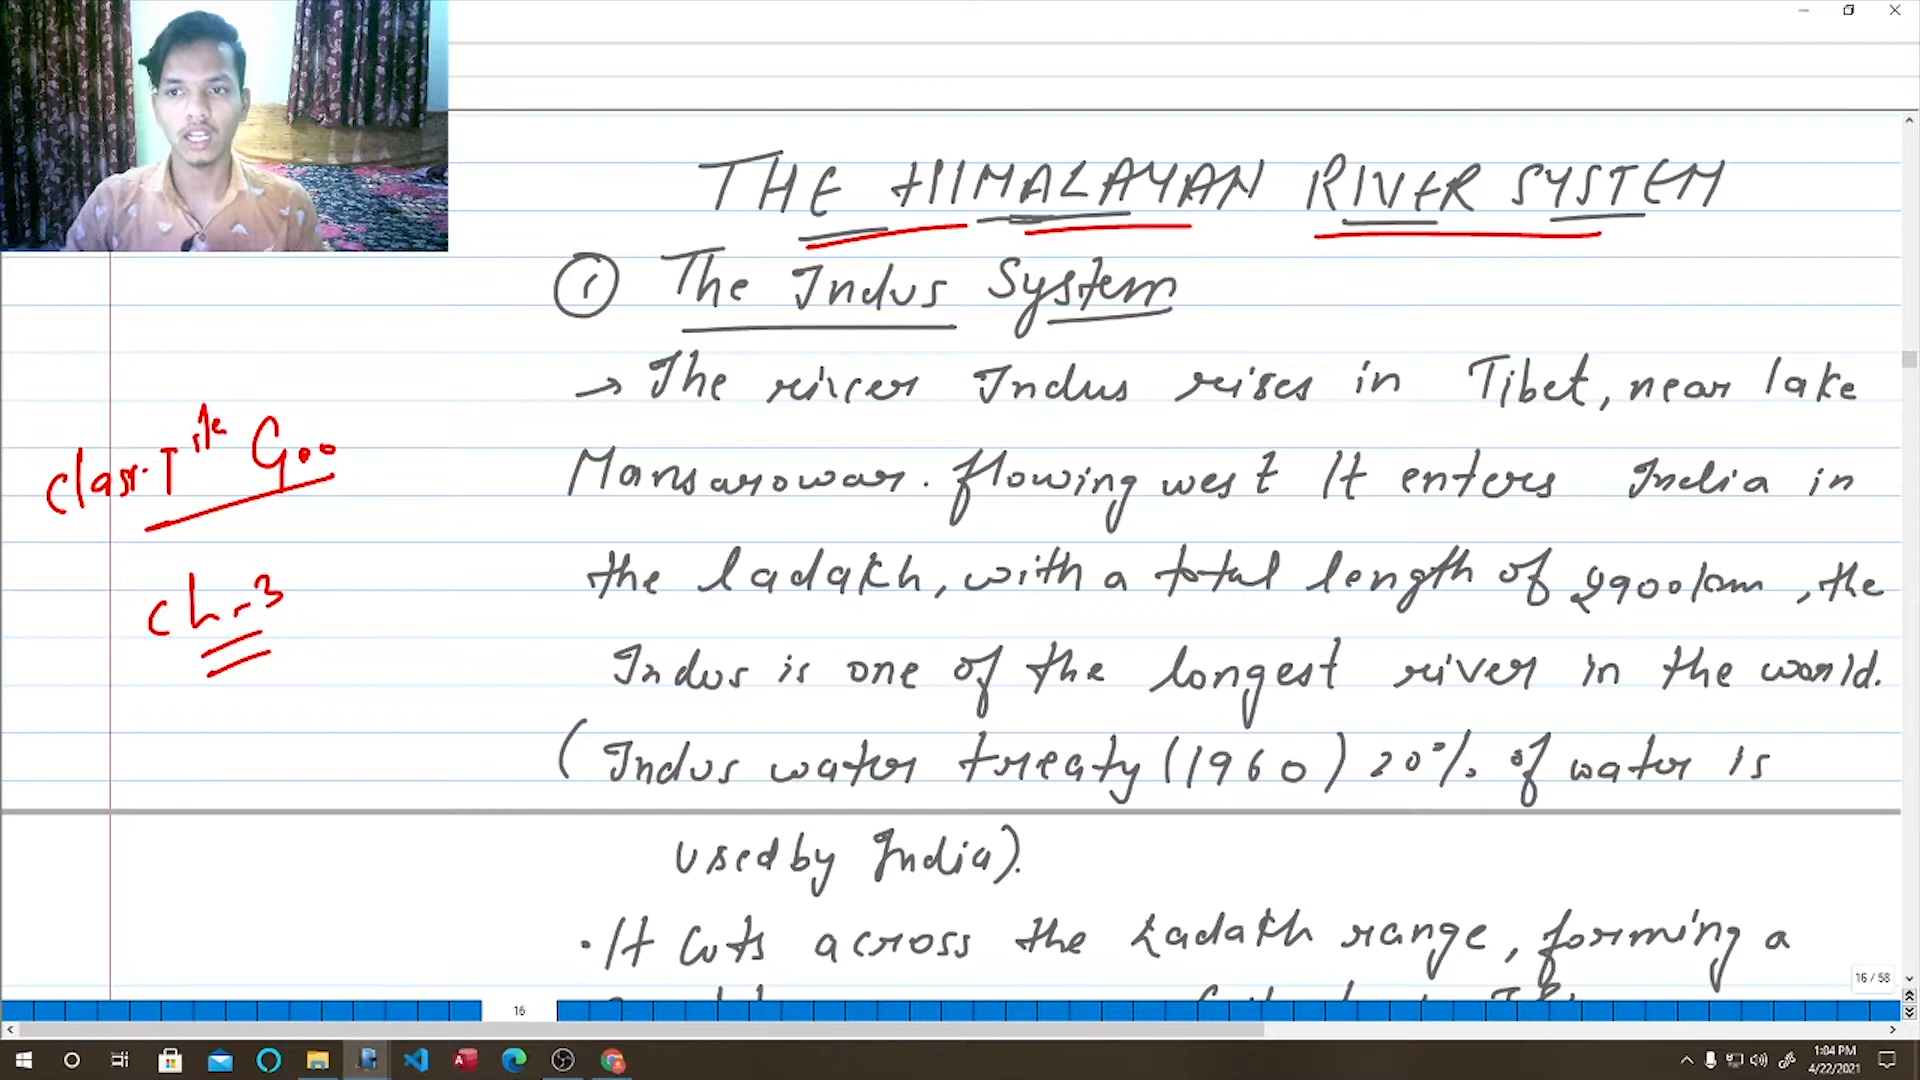 THE HIMALAYAN RIVER SYSTEM
① The Indus System
→ The river Indus rises in Tibet, near lake
Mansarowar. flowing west It enters India in
the ladakh, with a total length of 2900km, the
Indus is one of the longest river in the world.
(Indus water treaty (1960) 20% of water is
used by India).
• It cuts across the Ladakh range, forming a
Class
Geo
Ch-3
16 / 58
16
1:04 PM
4/22/2021